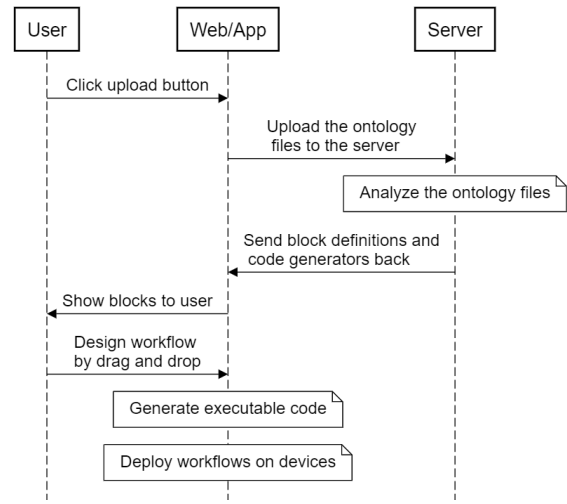 User
Web/App
Server
Click upload button
Upload the ontology
files to the server
Analyze the ontology files
Send block definitions and
code generators back
Show blocks to user
Design workflow
by drag and drop
Generate executable code
Deploy workflows on devices